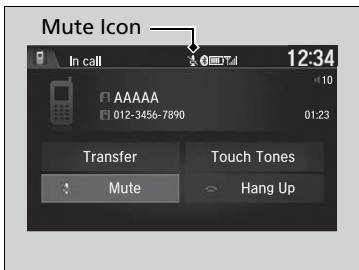 Mute Icon
In call
12:34
10
AAAAA
012-3456-7890
01:23
Transfer
Touch Tones
Mute
Hang Up